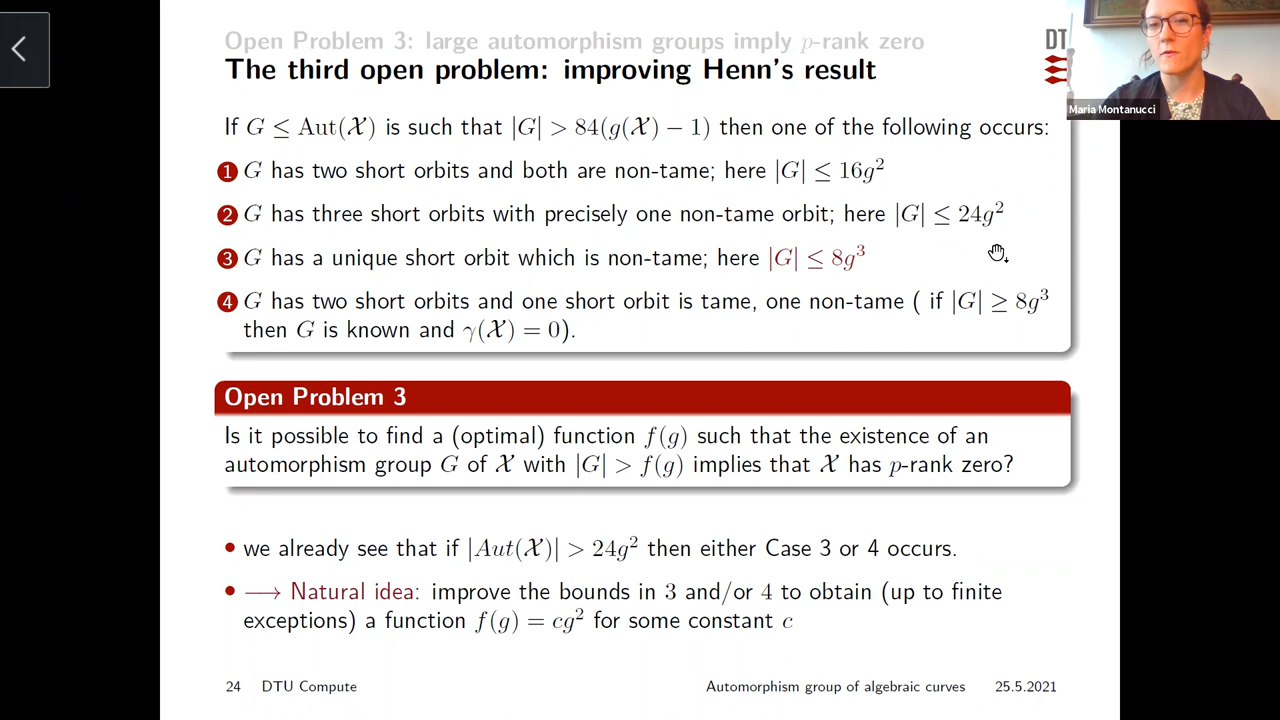 Open Problem 3: large automorphism groups imply p-rank zero
The third open problem: improving Henn's result
DT
Maria Montanucci
If G ≤ Aut(𝒳) is such that |G| > 84(g(𝒳) − 1) then one of the following occurs:
1 G has two short orbits and both are non-tame; here |G| ≤ 16g²
2 G has three short orbits with precisely one non-tame orbit; here |G| ≤ 24g²
3 G has a unique short orbit which is non-tame; here |G| ≤ 8g³
4 G has two short orbits and one short orbit is tame, one non-tame ( if |G| ≥ 8g³
then G is known and γ(𝒳) = 0).
Open Problem 3
Is it possible to find a (optimal) function f(g) such that the existence of an
automorphism group G of 𝒳 with |G| > f(g) implies that 𝒳 has p-rank zero?
• we already see that if |Aut(𝒳)| > 24g² then either Case 3 or 4 occurs.
• ⟶ Natural idea: improve the bounds in 3 and/or 4 to obtain (up to finite
exceptions) a function f(g) = cg² for some constant c
24 DTU Compute
Automorphism group of algebraic curves 25.5.2021